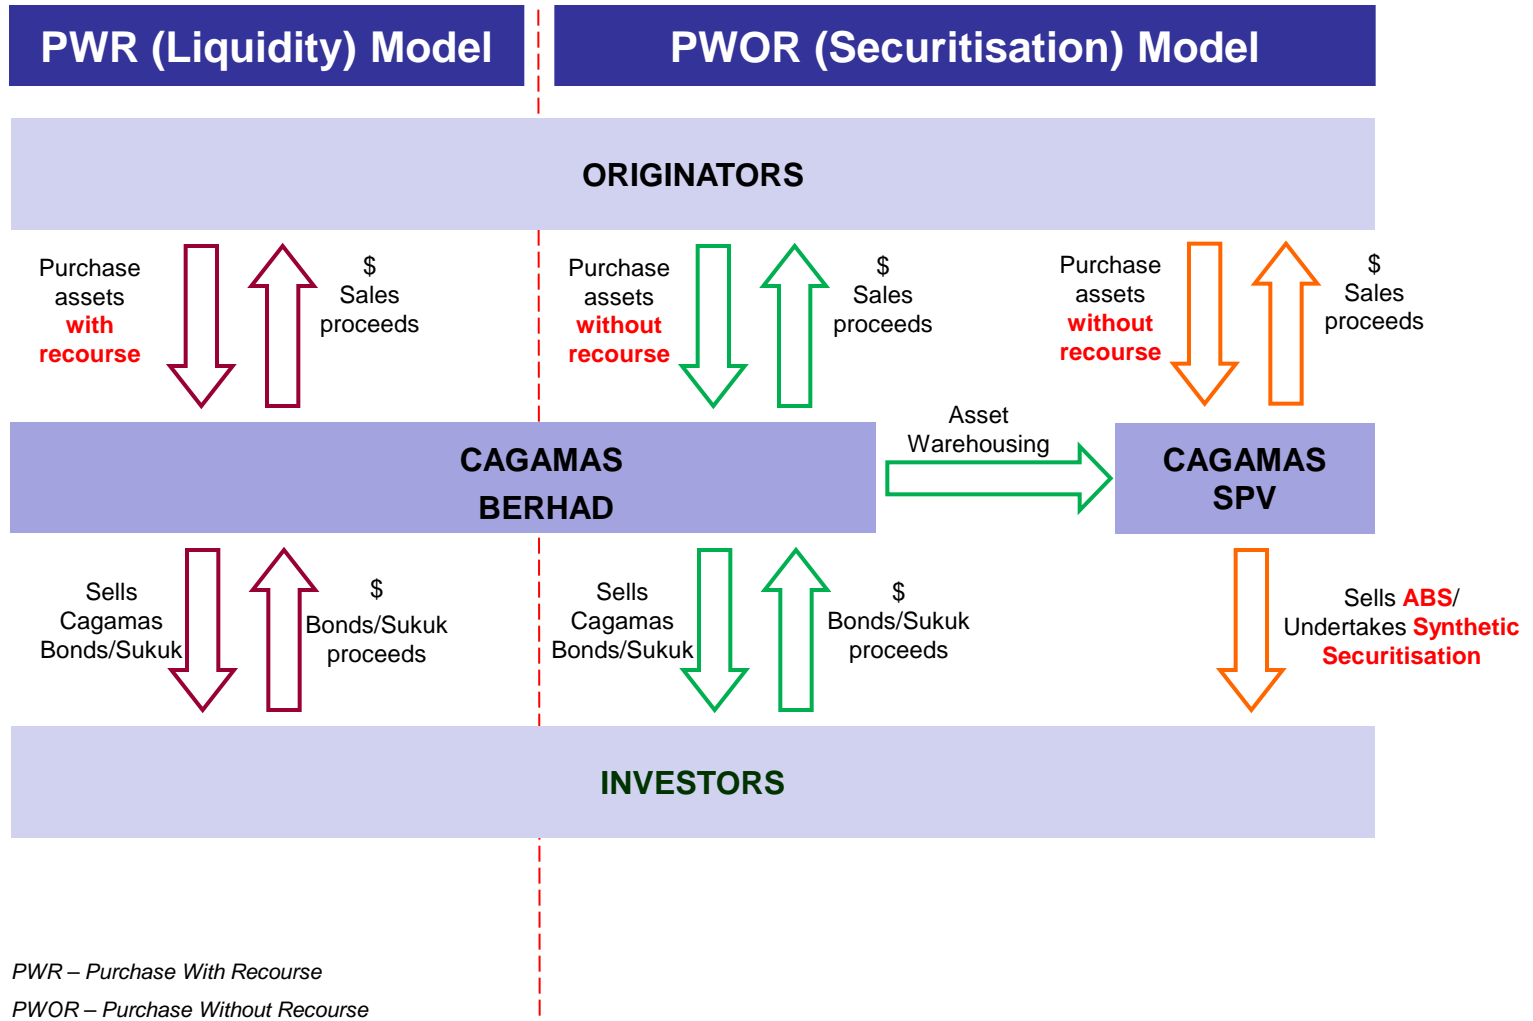 PWR (Liquidity) Model
PWOR (Securitisation) Model
ORIGINATORS
Purchase
assets
with
recourse
$
Sales
proceeds
Purchase
assets
without
recourse
$
Sales
proceeds
Purchase
assets
without
recourse
$
Sales
proceeds
CAGAMAS
BERHAD
Asset
Warehousing
CAGAMAS
SPV
Sells
Cagamas
Bonds/Sukuk
$
Bonds/Sukuk
proceeds
Sells
Cagamas
Bonds/Sukuk
$
Bonds/Sukuk
proceeds
Sells ABS/
Undertakes Synthetic
Securitisation
INVESTORS
PWR – Purchase With Recourse
PWOR – Purchase Without Recourse